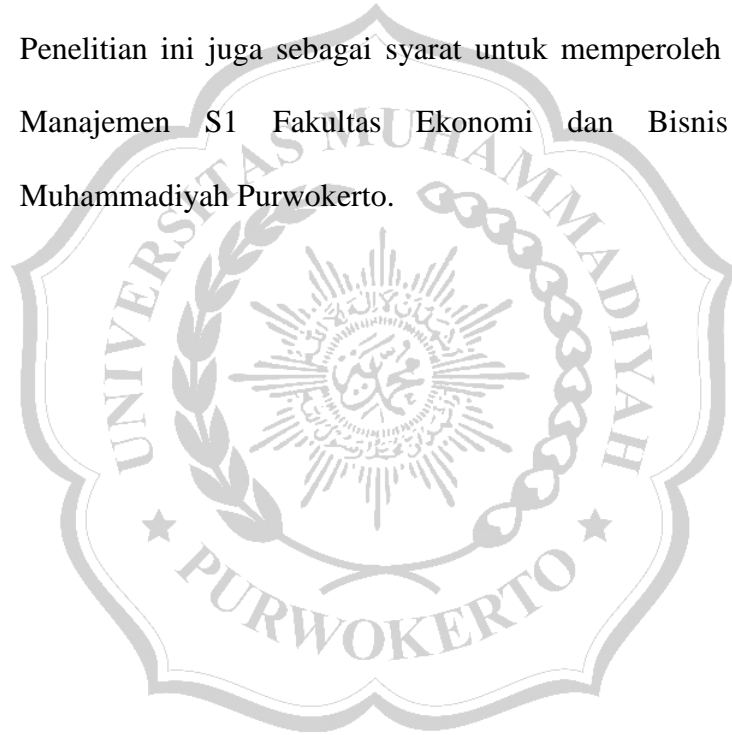 Penelitian ini juga sebagai syarat untuk memperoleh
Manajemen S1 Fakultas Ekonomi dan Bisnis
Muhammadiyah Purwokerto.
UNIVERSITAS MUHAMMADIYAH
PURWOKERTO